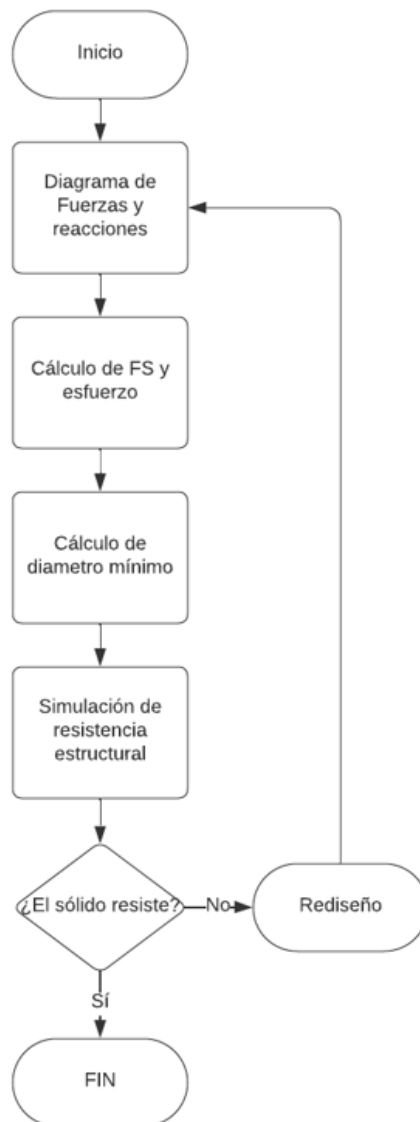 Inicio
Diagrama de
Fuerzas y
reacciones
Cálculo de FS y
esfuerzo
Cálculo de
diametro mínimo
Simulación de
resistencia
estructural
¿El sólido resiste?
No
Rediseño
Sí
FIN